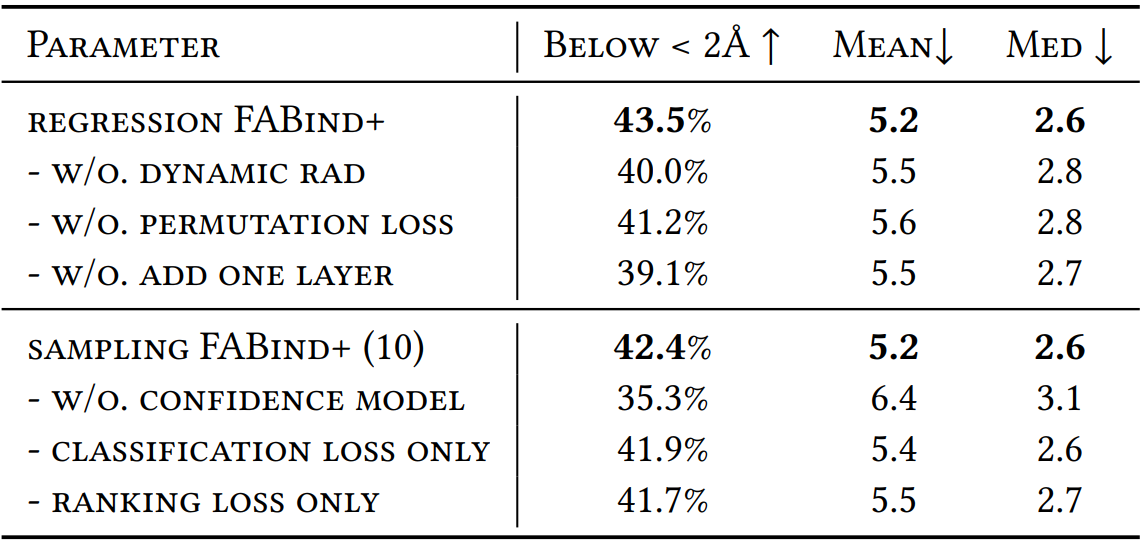 Parameter Below < 2Å ↑ Mean↓ Med ↓
regression FABind+ 43.5% 5.2 2.6
- w/o. dynamic rad 40.0% 5.5 2.8
- w/o. permutation loss 41.2% 5.6 2.8
- w/o. add one layer 39.1% 5.5 2.7
sampling FABind+ (10) 42.4% 5.2 2.6
- w/o. confidence model 35.3% 6.4 3.1
- classification loss only 41.9% 5.4 2.6
- ranking loss only 41.7% 5.5 2.7